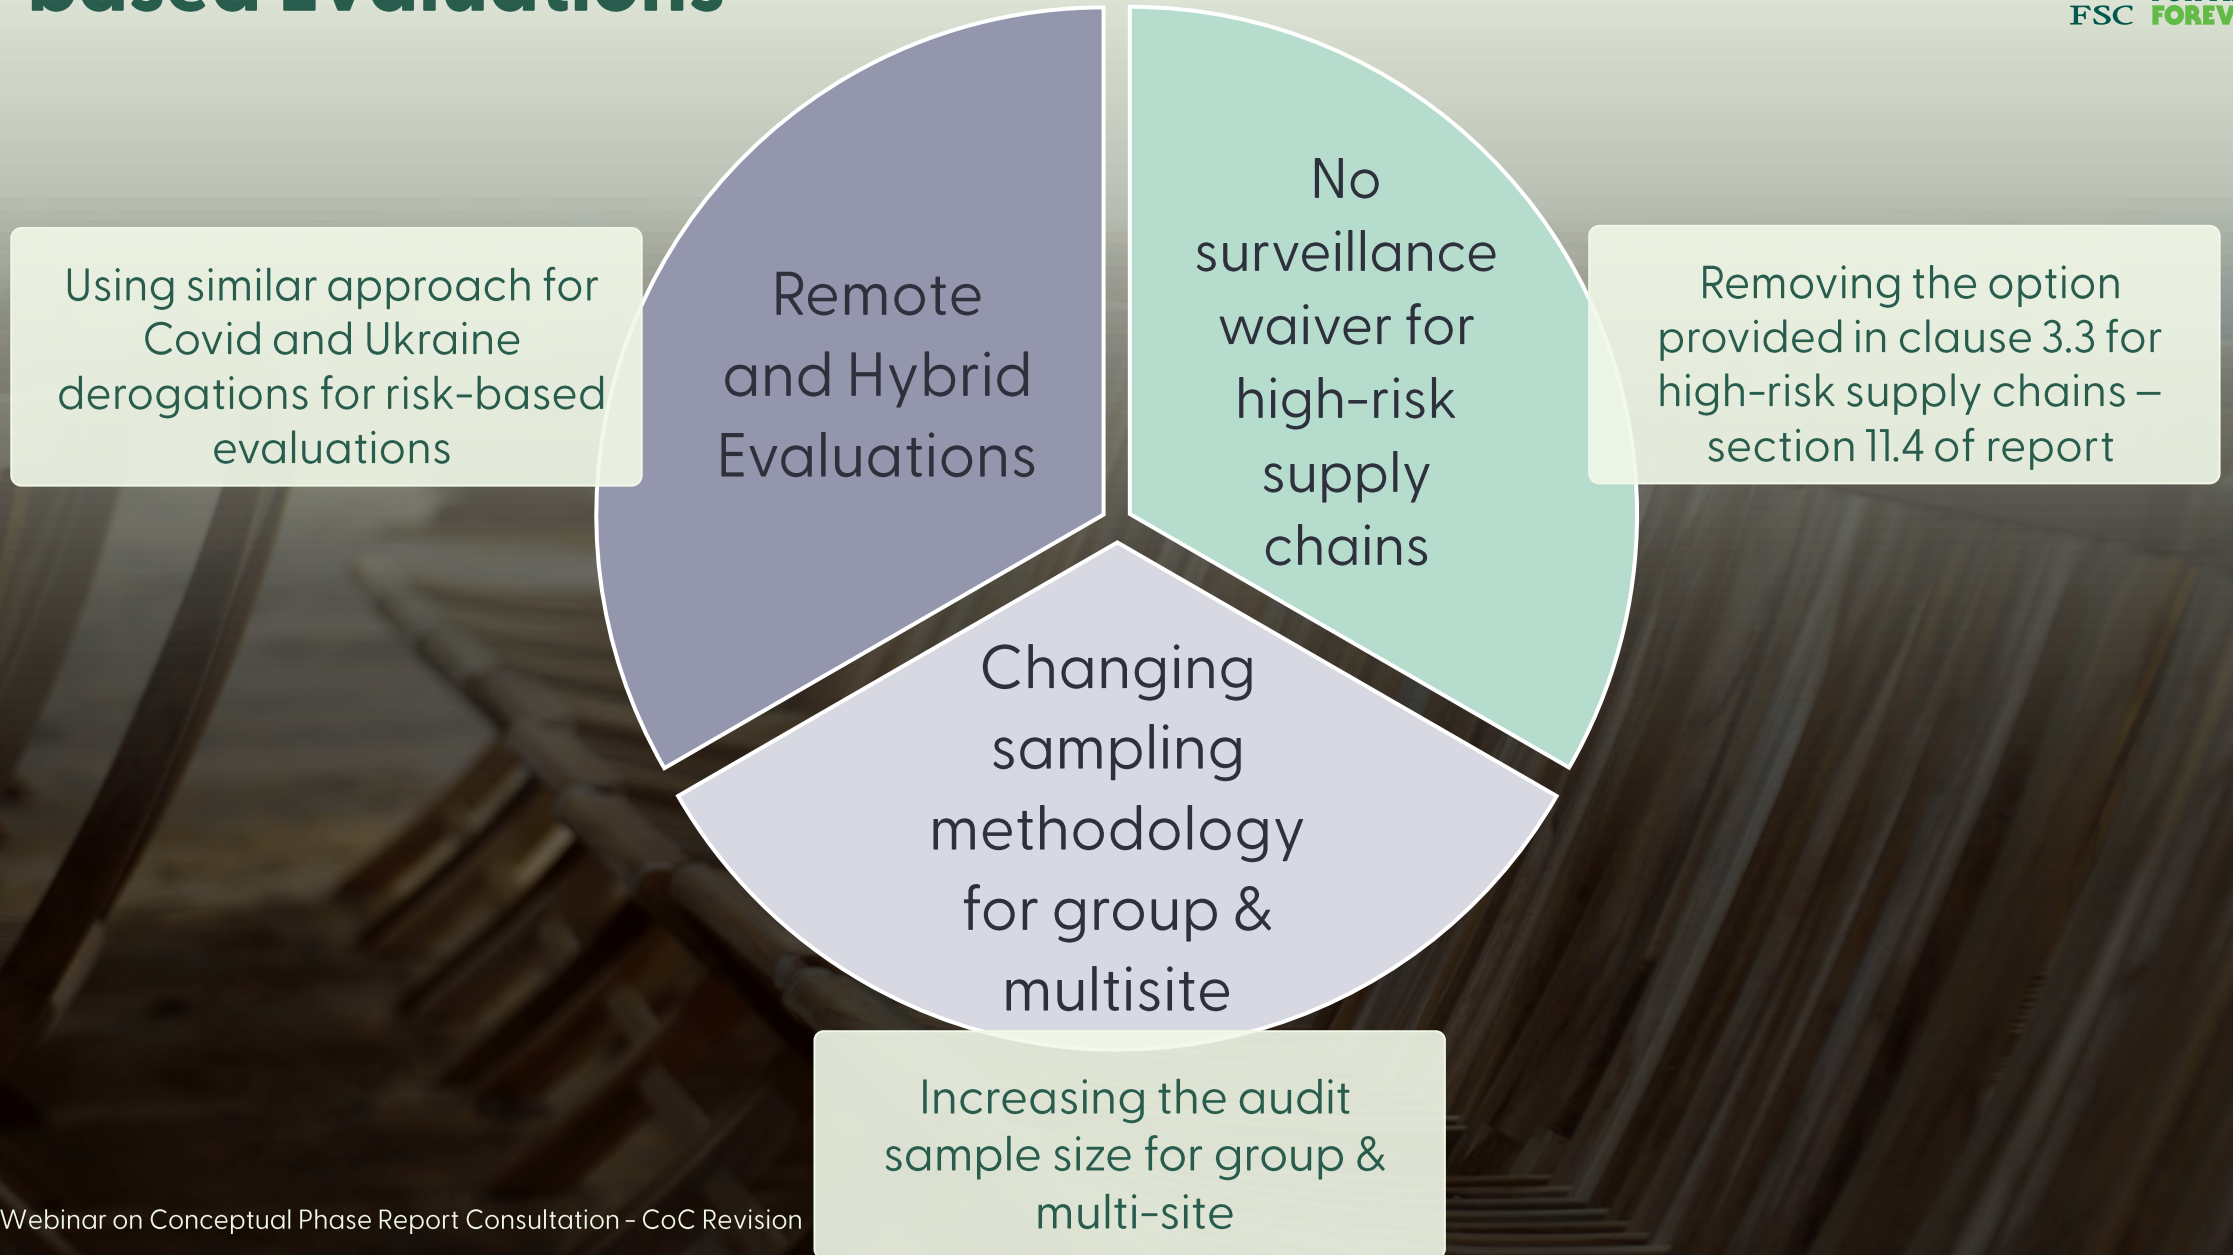 based Evaluations
FSC
Using similar approach for
Covid and Ukraine
derogations for risk-based
evaluations
Remote
and Hybrid
Evaluations
No
surveillance
waiver for
high-risk
supply
chains
Removing the option
provided in clause 3.3 for
high-risk supply chains –
section 11.4 of report
Changing
sampling
methodology
for group &
multisite
Increasing the audit
sample size for group &
multi-site
Webinar on Conceptual Phase Report Consultation - CoC Revision